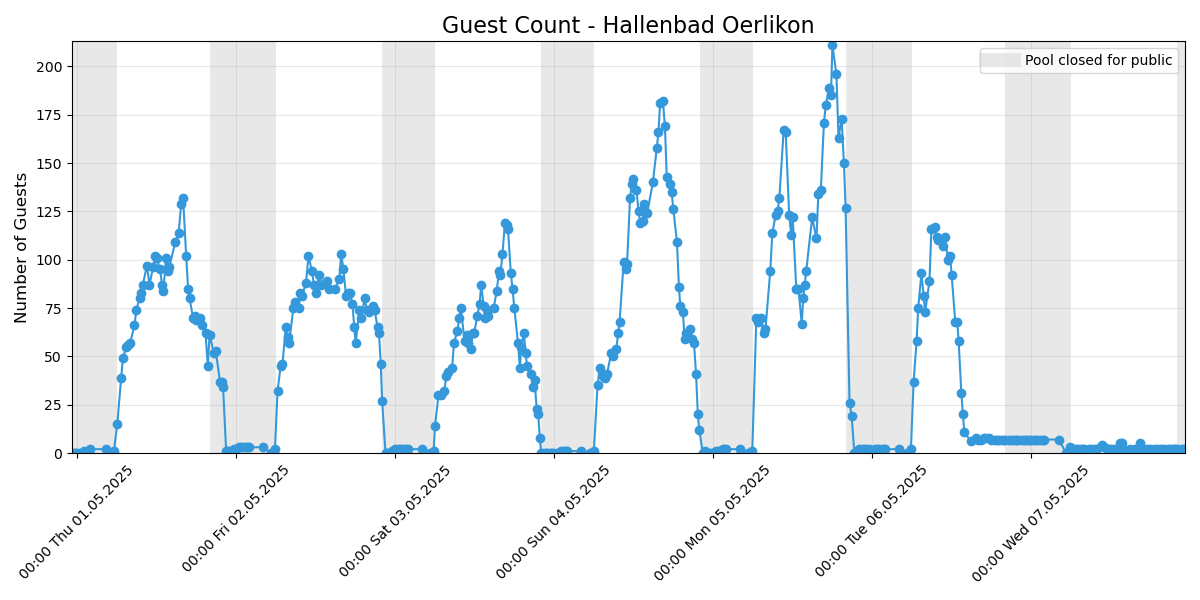 Guest Count - Hallenbad Oerlikon
Pool closed for public
Number of Guests
200
175
150
125
100
75
50
25
0
00:00 Thu 01.05.2025
00:00 Fri 02.05.2025
00:00 Sat 03.05.2025
00:00 Sun 04.05.2025
00:00 Mon 05.05.2025
00:00 Tue 06.05.2025
00:00 Wed 07.05.2025